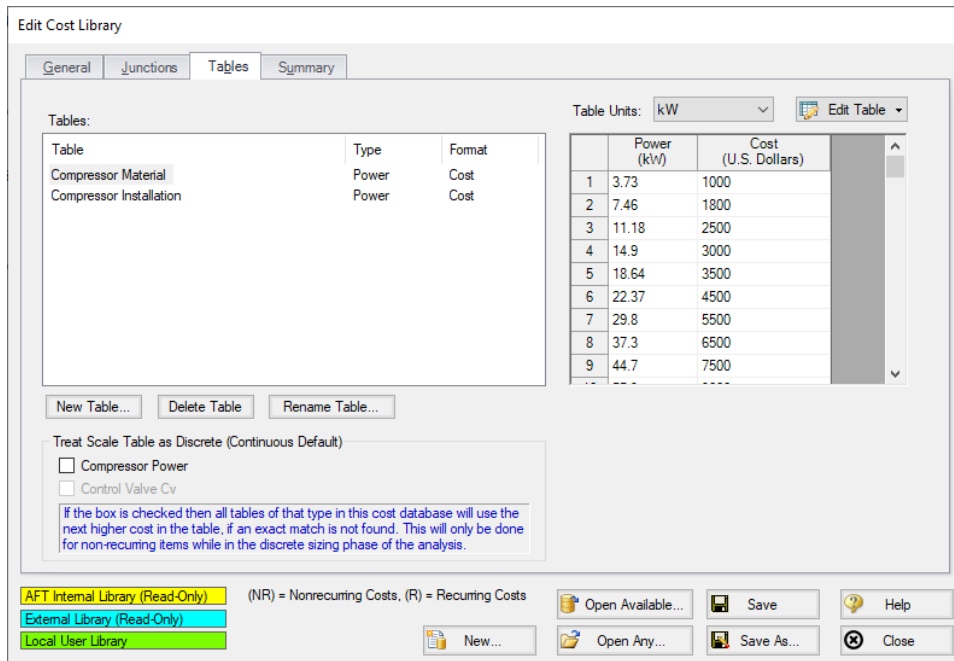 Edit Cost Library
General Junctions Tables Summary
Table Units: kW Edit Table
Tables:
Table Type Format
Compressor Material Power Cost
Compressor Installation Power Cost
Power (kW) Cost (U.S. Dollars)
1 3.73 1000
2 7.46 1800
3 11.18 2500
4 14.9 3000
5 18.64 3500
6 22.37 4500
7 29.8 5500
8 37.3 6500
9 44.7 7500
New Table... Delete Table Rename Table...
Treat Scale Table as Discrete (Continuous Default)
Compressor Power
Control Valve Cv
If the box is checked then all tables of that type in this cost database will use the
next higher cost in the table, if an exact match is not found. This will only be done
for non-recurring items while in the discrete sizing phase of the analysis.
AFT Internal Library (Read-Only)
External Library (Read-Only)
Local User Library
(NR) = Nonrecurring Costs, (R) = Recurring Costs
Open Available... Save Help
New... Open Any... Save As... Close